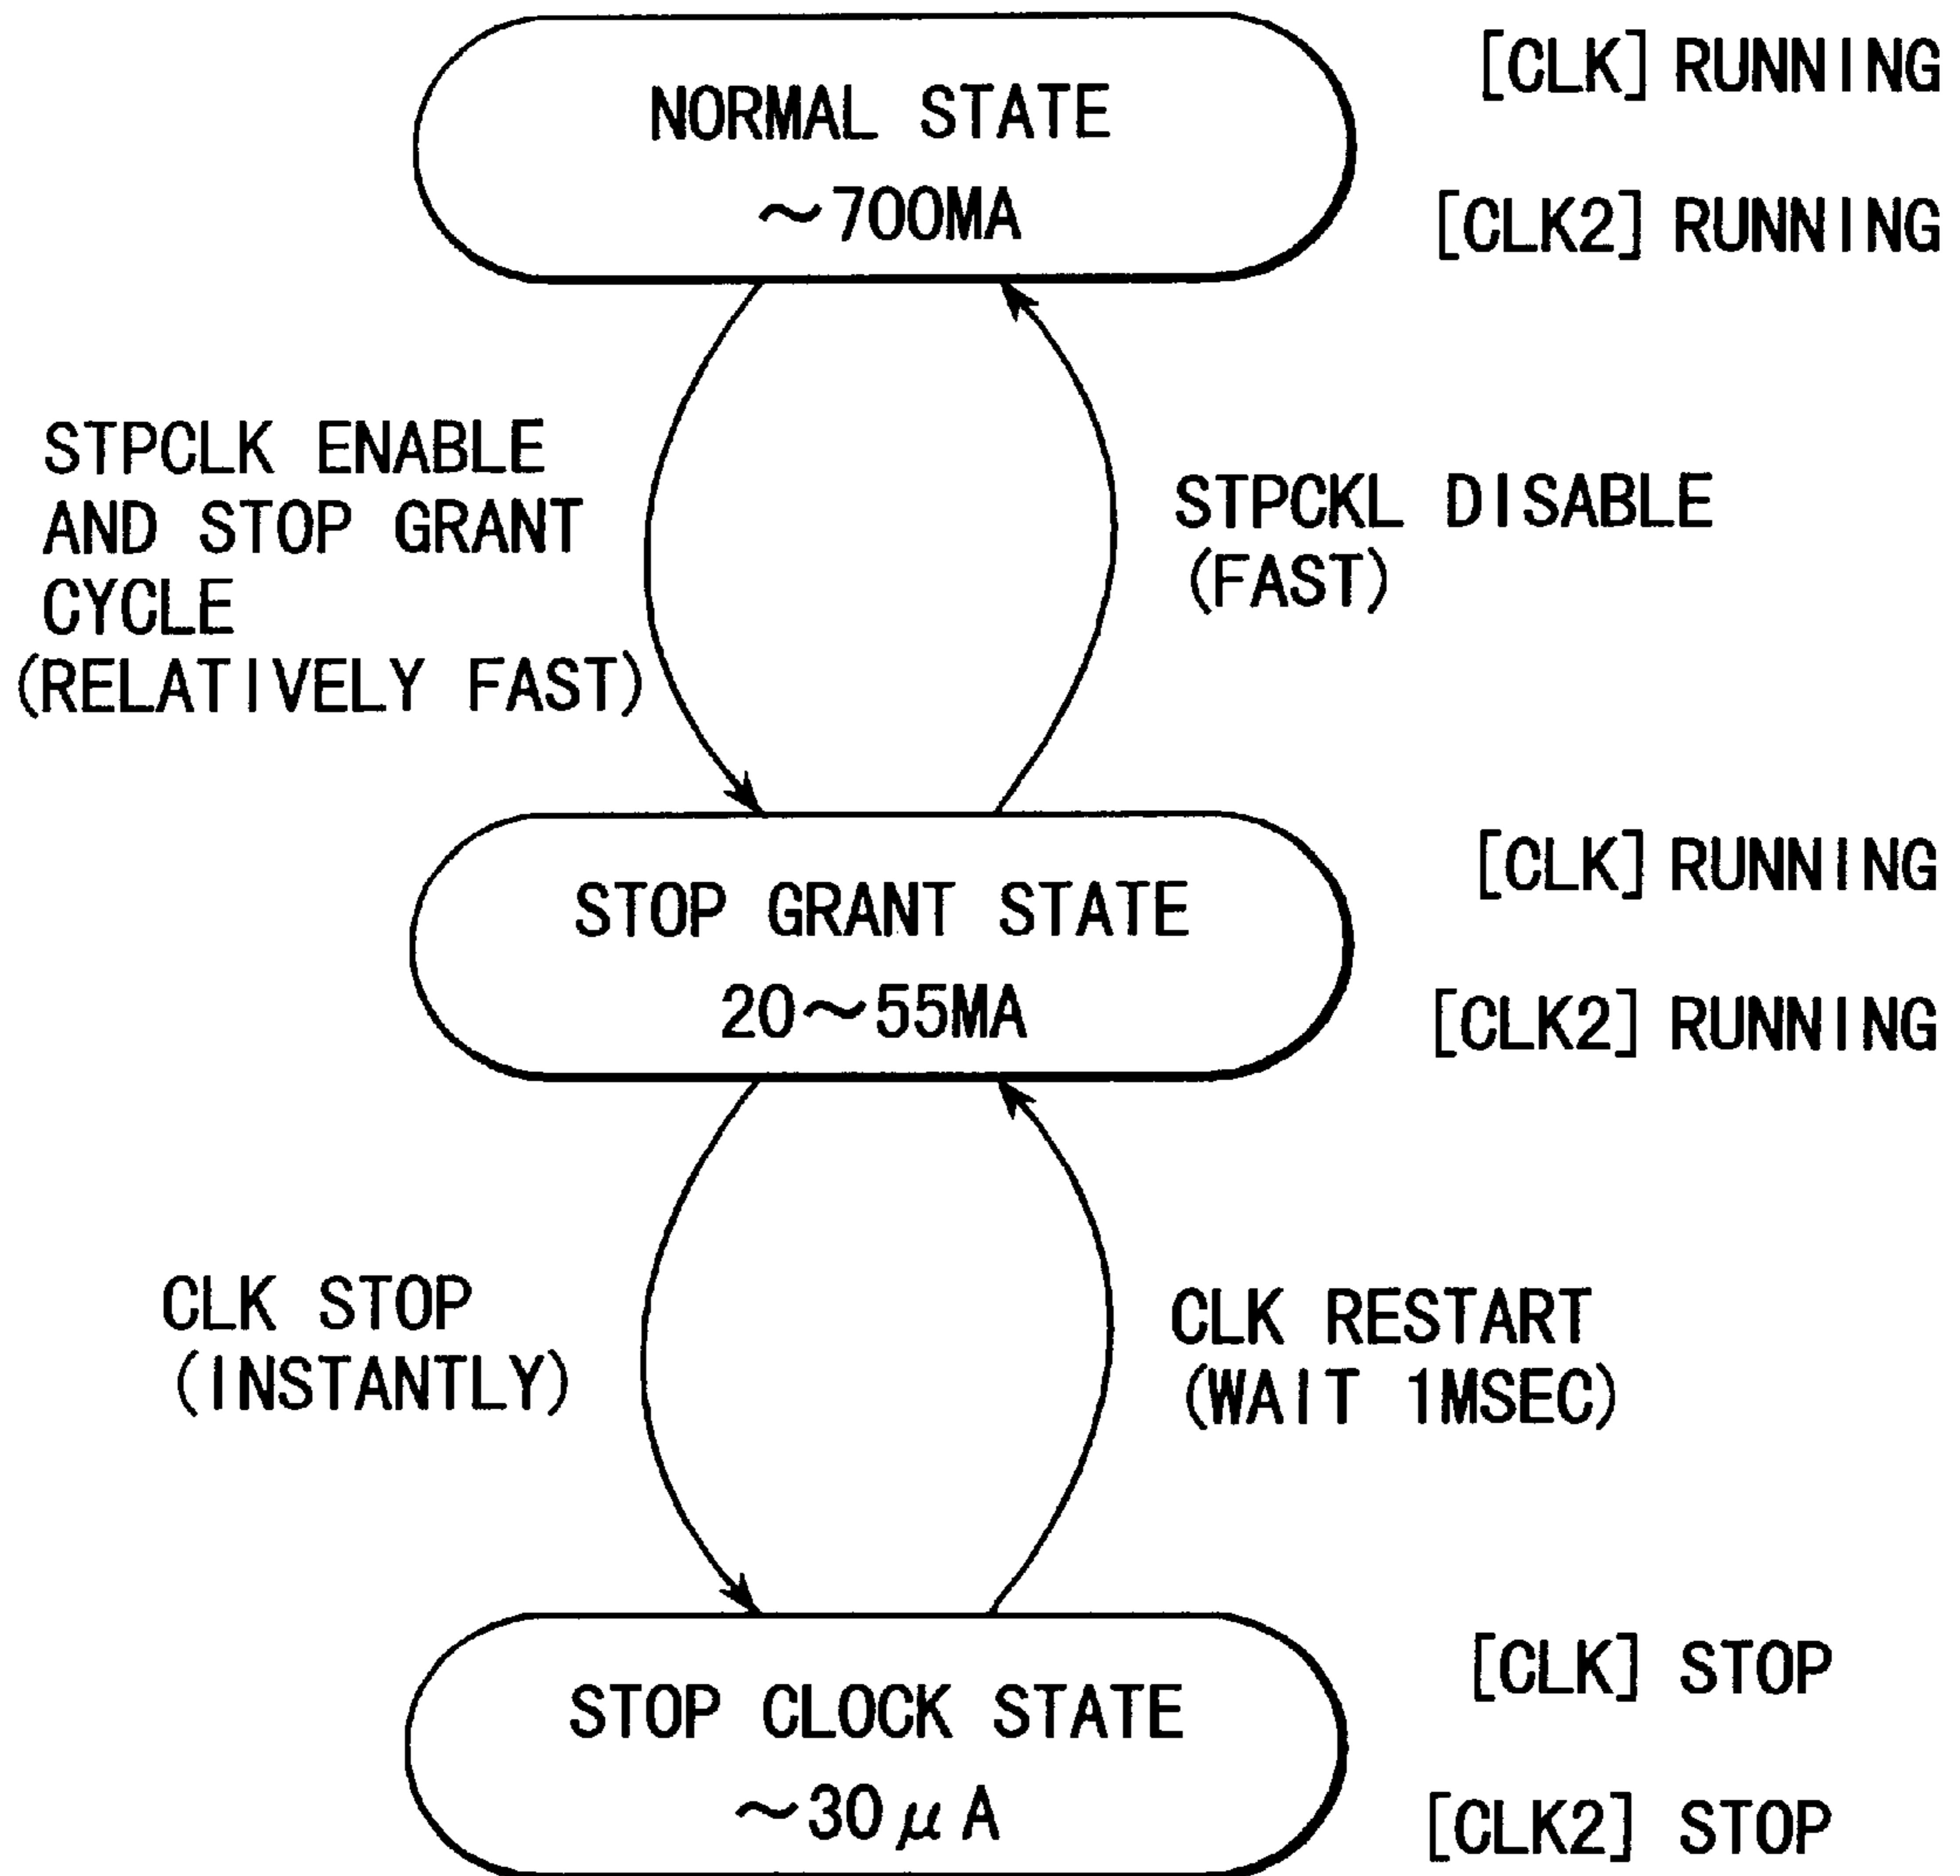 NORMAL STATE
~700MA
[CLK] RUNNING
[CLK2] RUNNING
STPCLK ENABLE
AND STOP GRANT
CYCLE
(RELATIVELY FAST)
STPCKL DISABLE
(FAST)
STOP GRANT STATE
20~55MA
[CLK] RUNNING
[CLK2] RUNNING
CLK STOP
(INSTANTLY)
CLK RESTART
(WAIT 1MSEC)
STOP CLOCK STATE
~30μA
[CLK] STOP
[CLK2] STOP